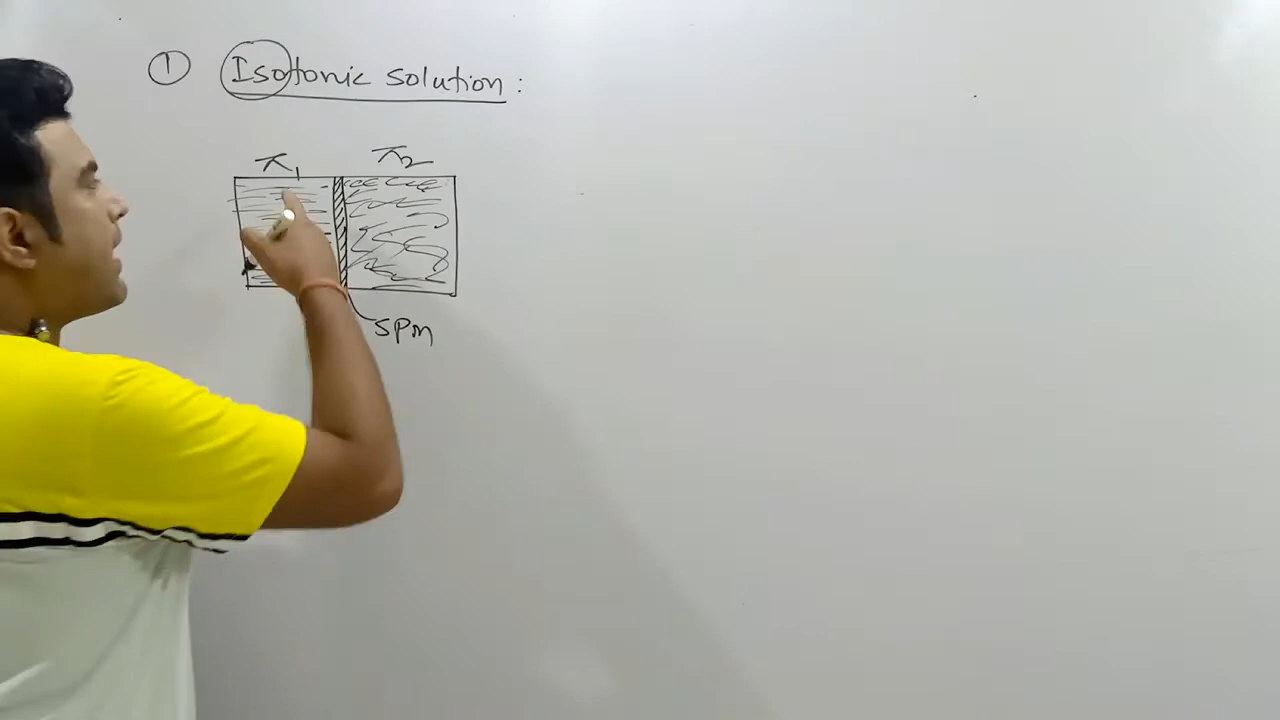 ① Isotonic solution :
π1 π2
SPM